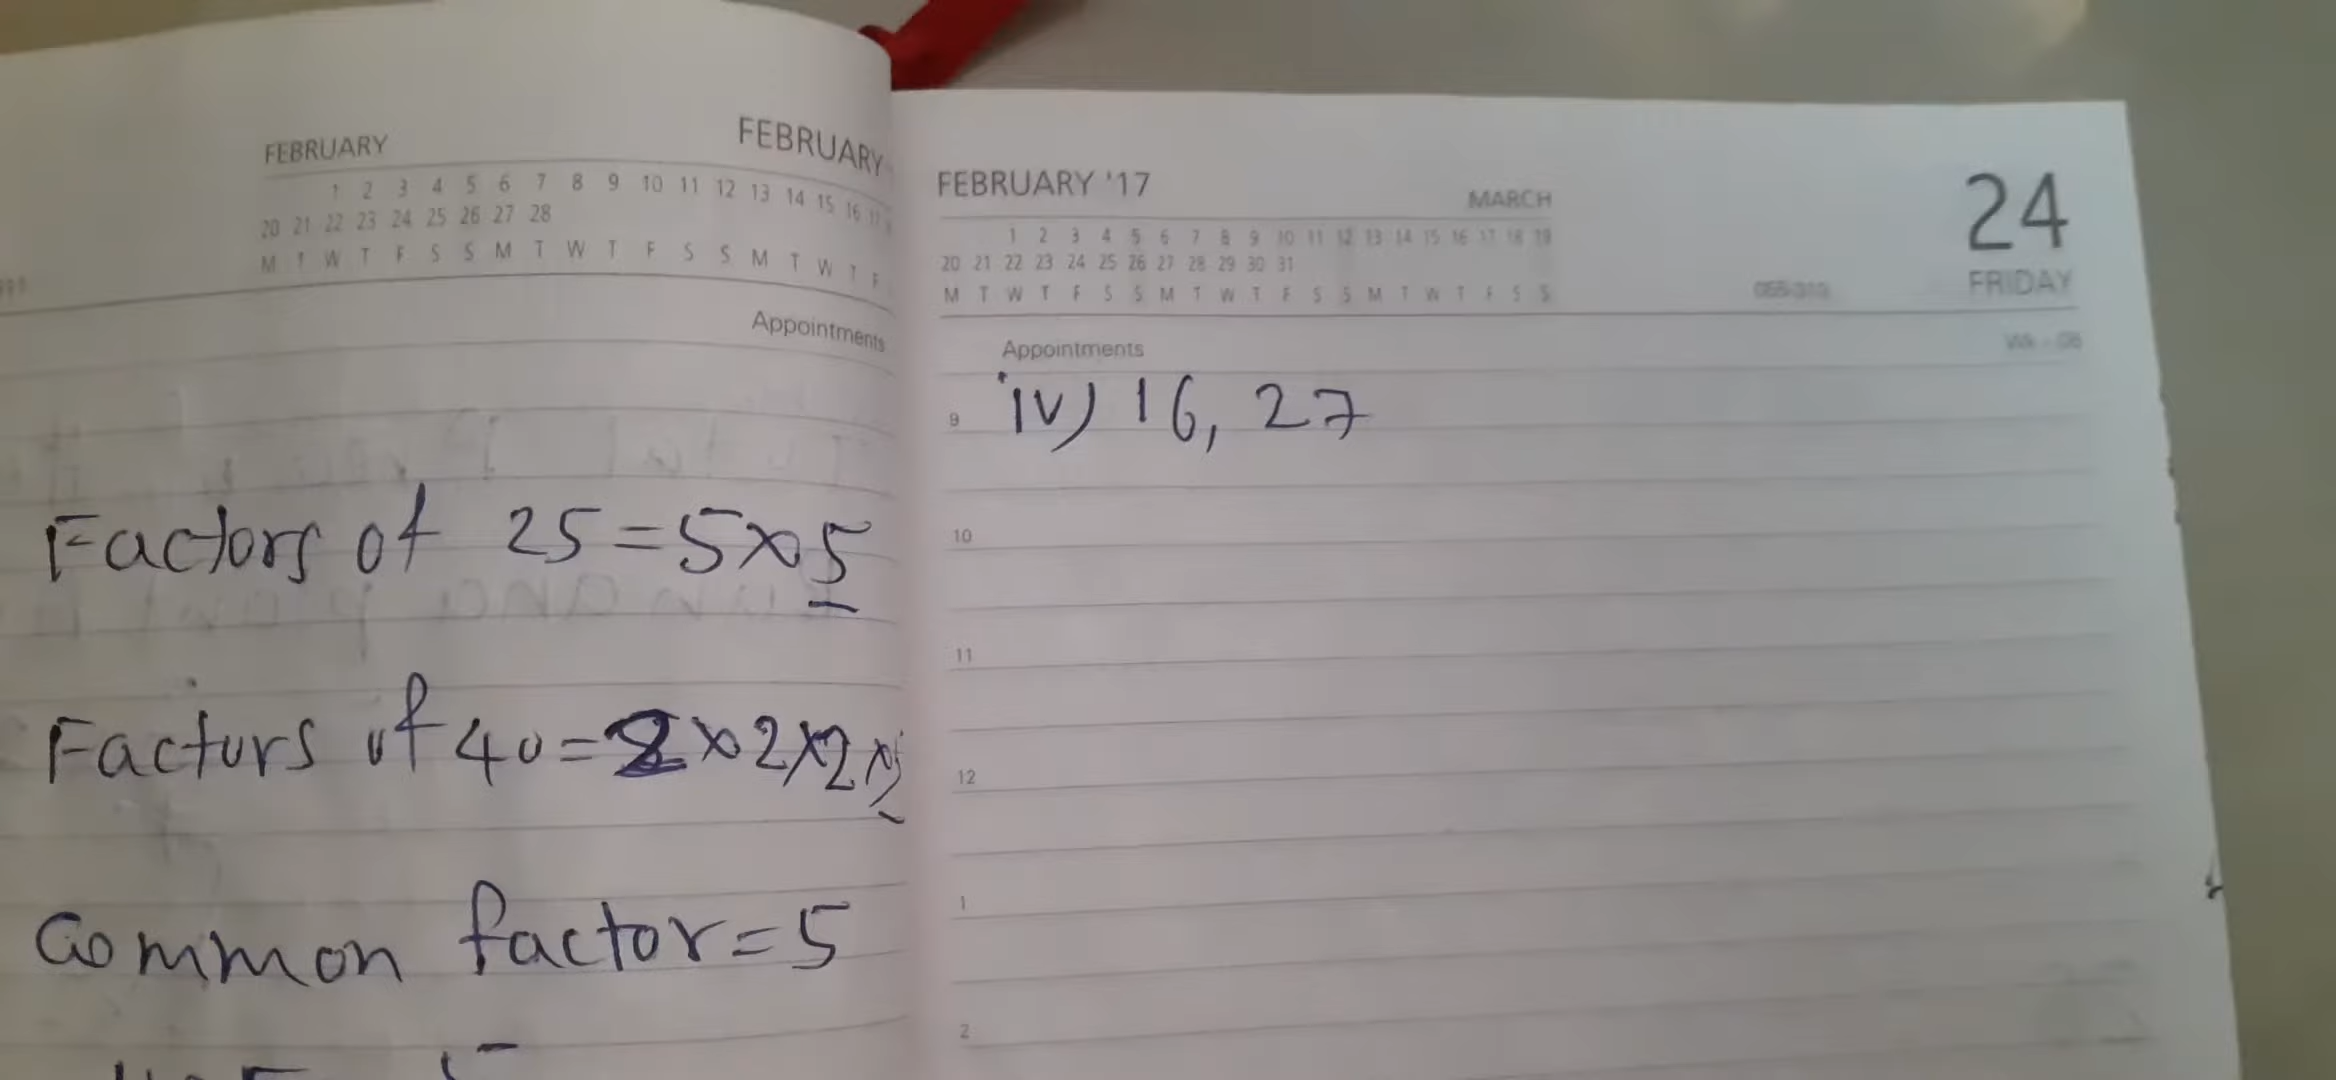 FEBRUARY
FEBRUARY
1 2 3 4 5 6 7 8 9 10 11 12 13 14 15 16
20 21 22 23 24 25 26 27 28
M T W T F S S M T W T F S S M T W T F
Appointments
Factors of 25 = 5 x 5
Factors of 40 = 2 x 2 x 2 x 5
Common factor = 5
FEBRUARY '17
MARCH
24
1 2 3 4 5 6 7 8 9 10 11 12 13 14 15 16 17 18 19
20 21 22 23 24 25 26 27 28 29 30 31
M T W T F S S M T W T F S S M T W T F S S
FRIDAY
Appointments
Wk - 08
9 iv) 16, 27
10
11
12
1
2